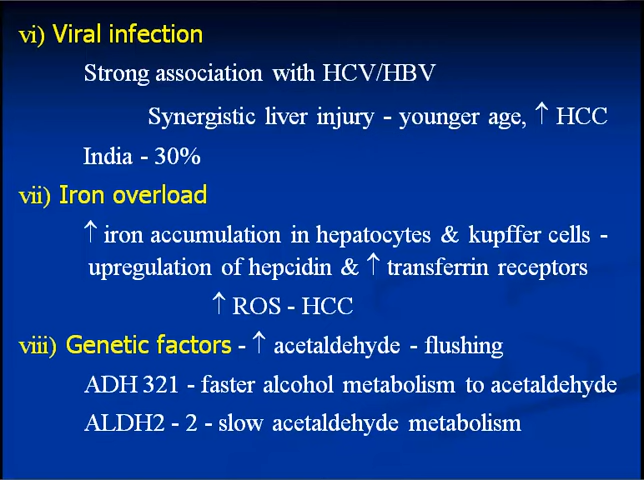 vi) Viral infection
Strong association with HCV/HBV
Synergistic liver injury - younger age, ↑ HCC
India - 30%
vii) Iron overload
↑ iron accumulation in hepatocytes & kupffer cells -
upregulation of hepcidin & ↑ transferrin receptors
↑ ROS - HCC
viii) Genetic factors - ↑ acetaldehyde - flushing
ADH 321 - faster alcohol metabolism to acetaldehyde
ALDH2 - 2 - slow acetaldehyde metabolism